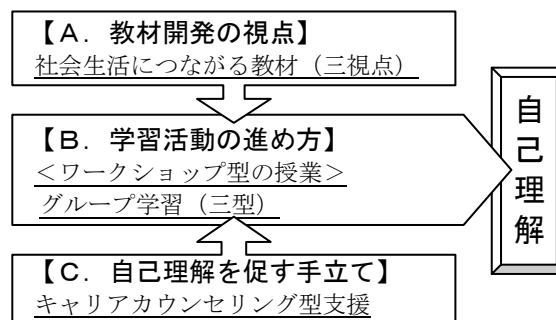 【A．教材開発の視点】
社会生活につながる教材（三視点）
【B．学習活動の進め方】
＜ワークショップ型の授業＞
グループ学習（三型）
【C．自己理解を促す手立て】
キャリアカウンセリング型支援
自己理解